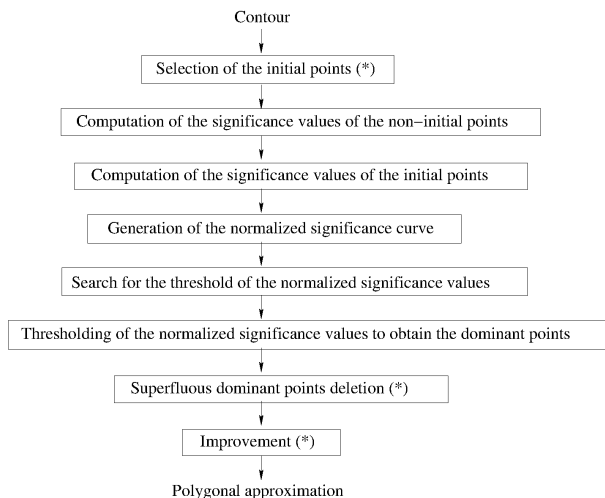 Contour
Selection of the initial points (*)
Computation of the significance values of the non−initial points
Computation of the significance values of the initial points
Generation of the normalized significance curve
Search for the threshold of the normalized significance values
Thresholding of the normalized significance values to obtain the dominant points
Superfluous dominant points deletion (*)
Improvement (*)
Polygonal approximation